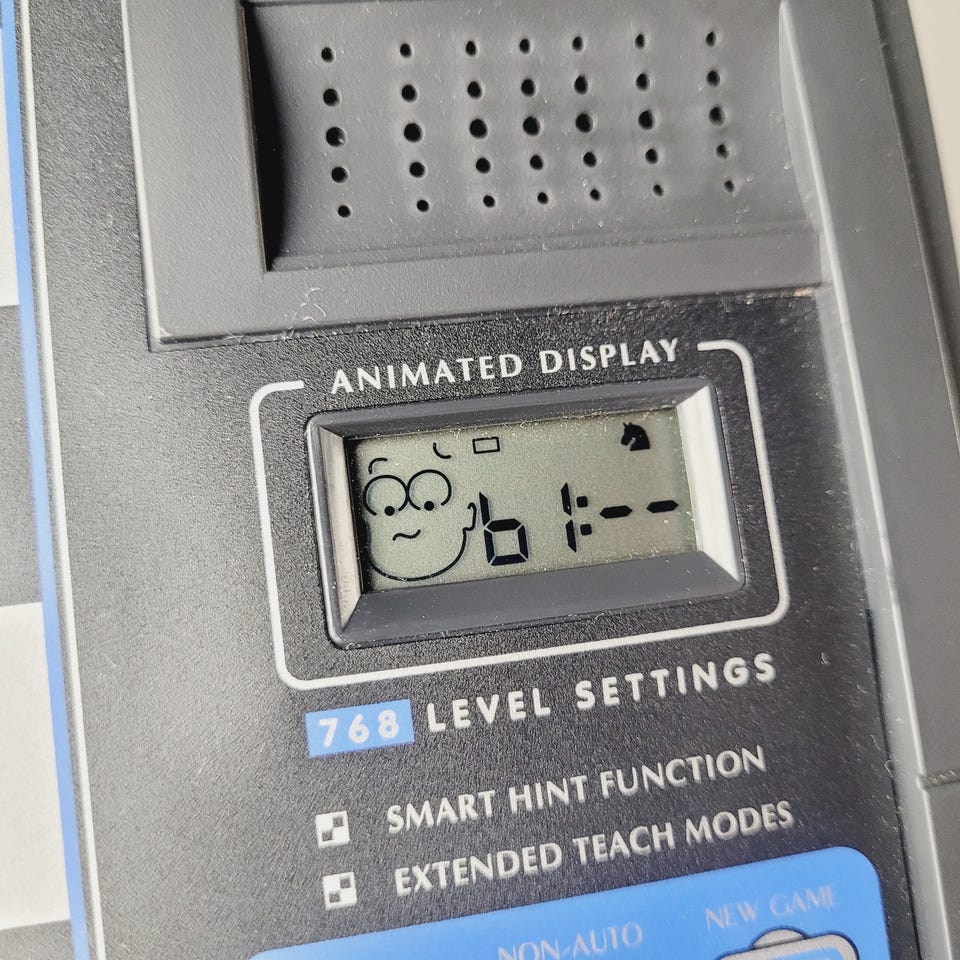 ANIMATED DISPLAY
b1:--
768 LEVEL SETTINGS
SMART HINT FUNCTION
EXTENDED TEACH MODES
NON-AUTO
NEW GAME